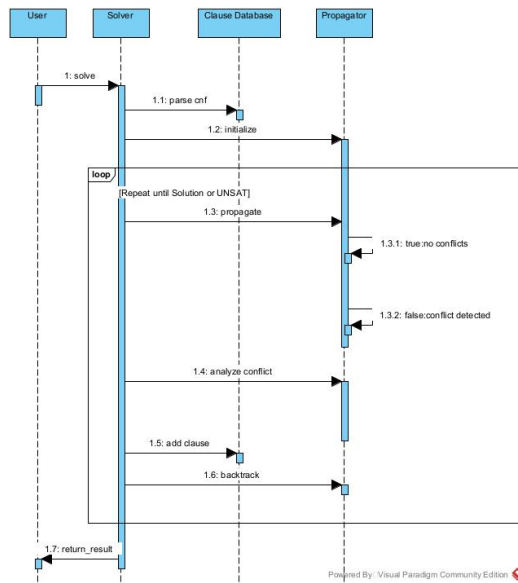 User
Solver
Clause Database
Propagator
1: solve
1.1: parse cnf
1.2: initialize
loop
[Repeat until Solution or UNSAT]
1.3: propagate
1.3.1: true:no conflicts
1.3.2: false:conflict detected
1.4: analyze conflict
1.5: add clause
1.6: backtrack
1.7: return_result
Powered By Visual Paradigm Community Edition